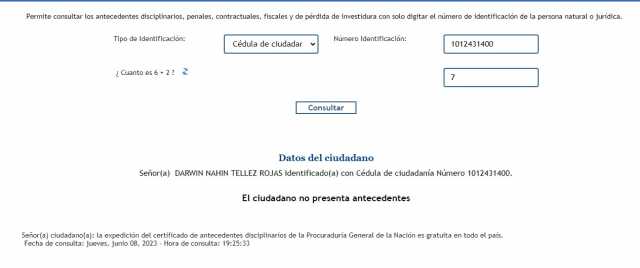 Permite consultar los antecedentes disciplinarios, penales, contractuales, fiscales y de pérdida de investidura con solo digitar el número de identificación de la persona natural o jurídica.
Tipo de Identificación: Cédula de ciudadar Número Identificación: 1012431400
¿ Cuanto es 6 + 2 ? 7
Consultar
Datos del ciudadano
Señor(a) DARWIN NAHIN TELLEZ ROJAS identificado(a) con Cédula de ciudadanía Número 1012431400.
El ciudadano no presenta antecedentes
Señor(a) ciudadano(a): la expedición del certificado de antecedentes disciplinarios de la Procuraduría General de la Nación es gratuita en todo el país.
Fecha de consulta: jueves, junio 08, 2023 - Hora de consulta: 19:25:33